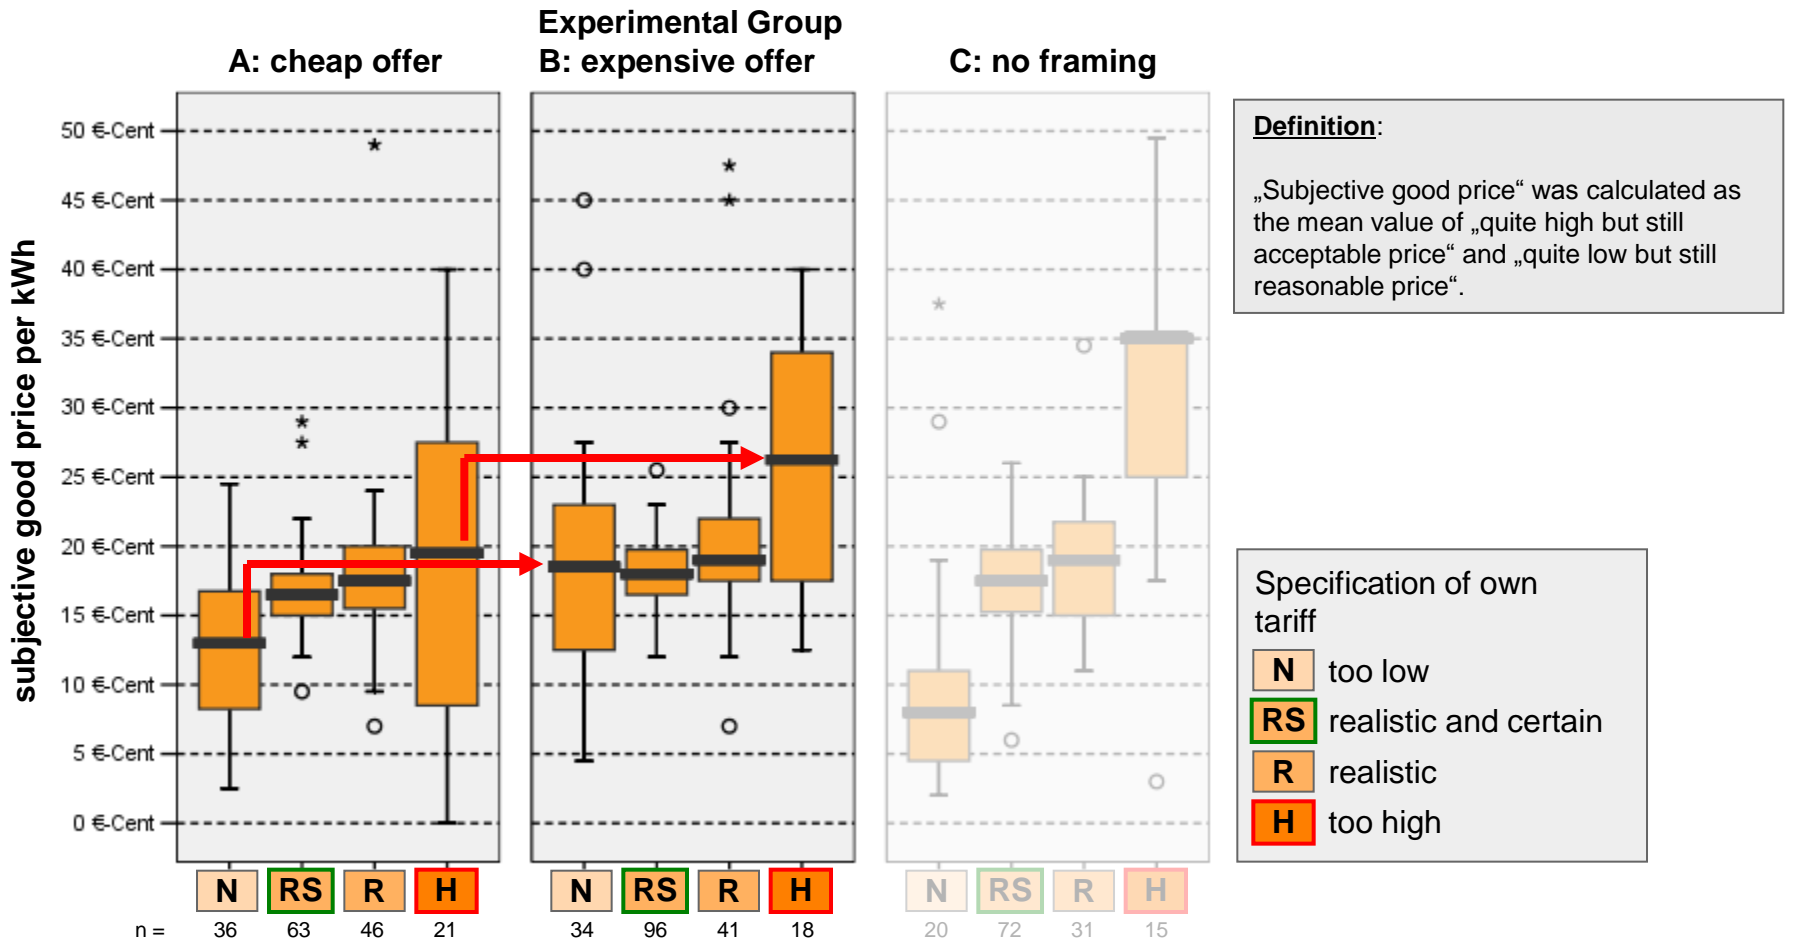 Experimental Group
A: cheap offer
B: expensive offer
C: no framing
subjective good price per kWh
50 €-Cent
45 €-Cent
40 €-Cent
35 €-Cent
30 €-Cent
25 €-Cent
20 €-Cent
15 €-Cent
10 €-Cent
5 €-Cent
0 €-Cent
N RS R H
N RS R H
N RS R H
n = 36 63 46 21
34 96 41 18
20 72 31 15
Definition:
„Subjective good price“ was calculated as
the mean value of „quite high but still
acceptable price“ and „quite low but still
reasonable price“.
Specification of own
tariff
N too low
RS realistic and certain
R realistic
H too high